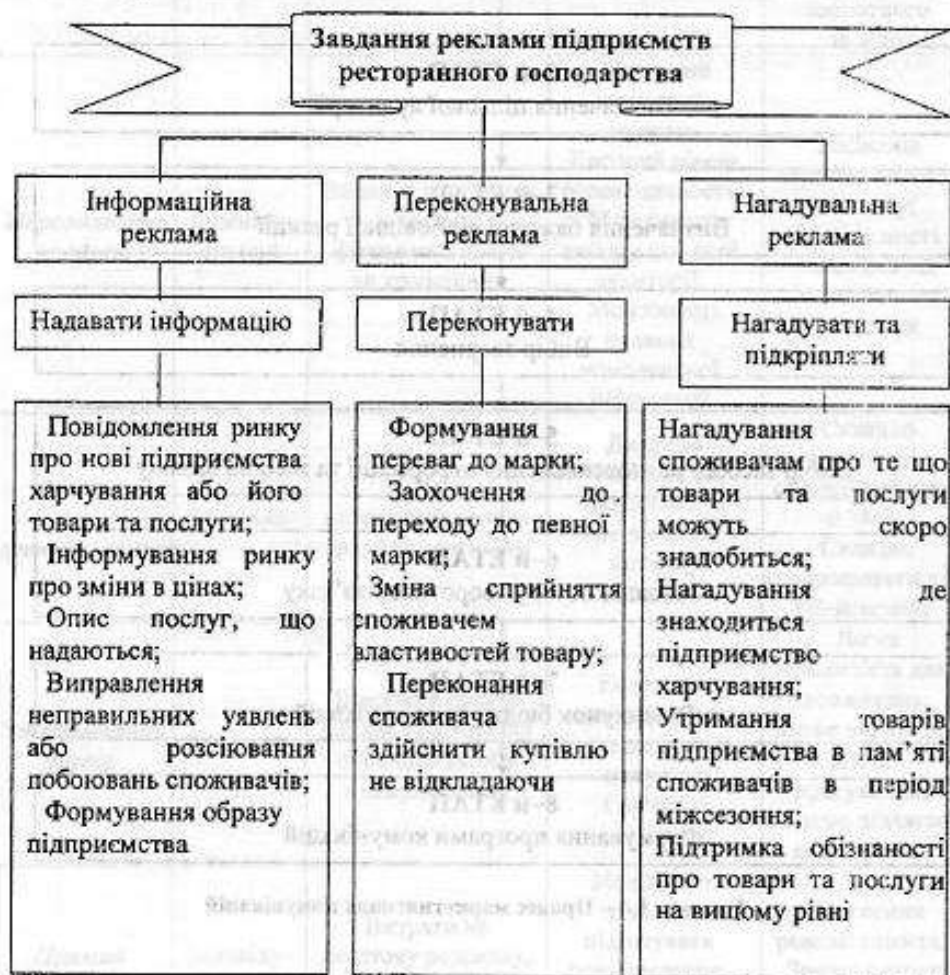 Завдання реклами підприємств
ресторанного господарства
Інформаційна
реклама
Переконувальна
реклама
Нагадувальна
реклама
Надавати інформацію
Переконувати
Нагадувати та
підкріпляти
Повідомлення ринку
про нові підприємства
харчування або його
товари та послуги;
Інформування ринку
про зміни в цінах;
Опис послуг, що
надаються;
Виправлення
неправильних уявлень
або розсіювання
побоювань споживачів;
Формування образу
підприємства
Формування
переваг до марки;
Заохочення до
переходу до певної
марки;
Зміна сприйняття
споживачем
властивостей товару;
Переконання
споживача
здійснити купівлю
не відкладаючи
Нагадування
споживачам про те що
товари та послуги
можуть скоро
знадобиться;
Нагадування де
знаходиться
підприємство
харчування;
Утримання товарів
підприємства в пам’яті
споживачів в період
міжсезоння;
Підтримка обізнаності
про товари та послуги
на вищому рівні